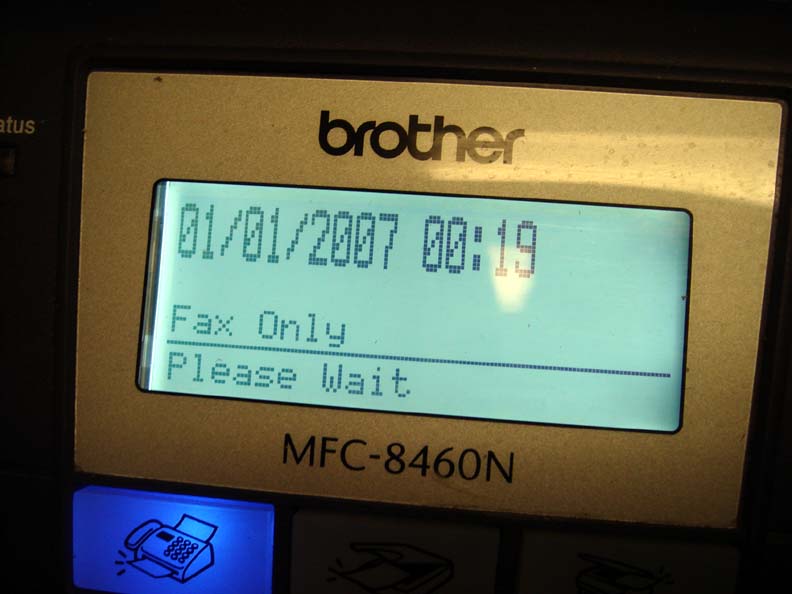 atus
brother
01/01/2007 00:19
Fax Only
Please Wait
MFC-8460N